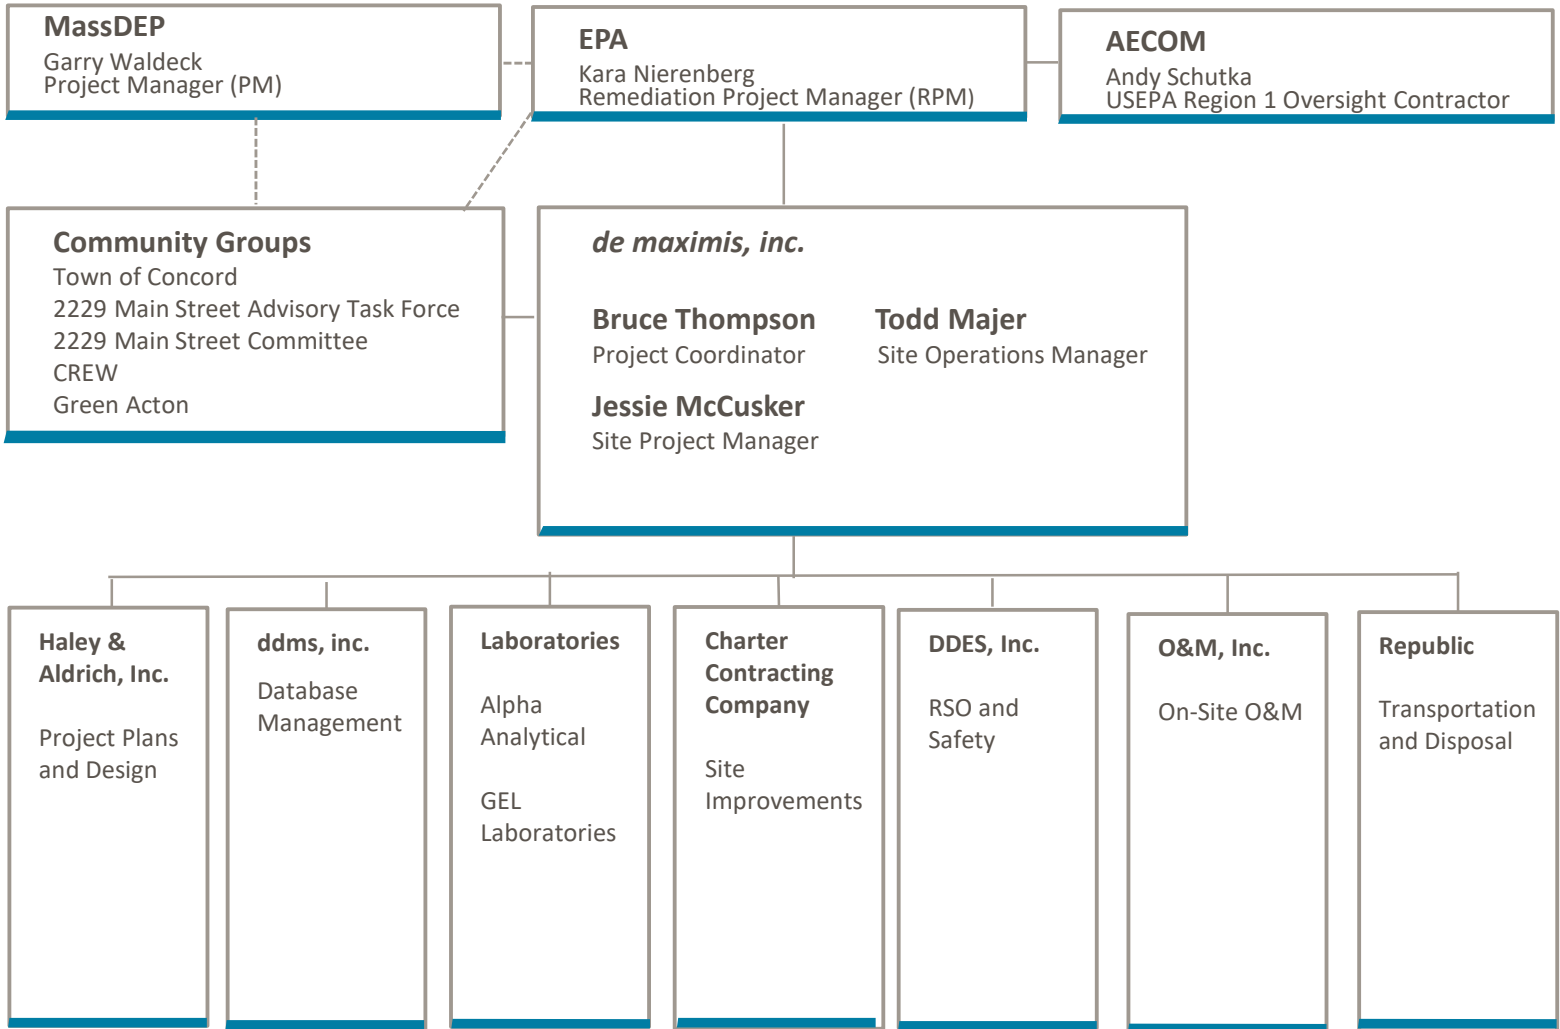 MassDEP
Garry Waldeck
Project Manager (PM)
EPA
Kara Nierenberg
Remediation Project Manager (RPM)
AECOM
Andy Schutka
USEPA Region 1 Oversight Contractor
Community Groups
Town of Concord
2229 Main Street Advisory Task Force
2229 Main Street Committee
CREW
Green Acton
de maximis, inc.
Bruce Thompson
Project Coordinator
Todd Majer
Site Operations Manager
Jessie McCusker
Site Project Manager
Haley &
Aldrich, Inc.
Project Plans
and Design
ddms, inc.
Database
Management
Laboratories
Alpha
Analytical
GEL
Laboratories
Charter
Contracting
Company
Site
Improvements
DDES, Inc.
RSO and
Safety
O&M, Inc.
On-Site O&M
Republic
Transportation
and Disposal